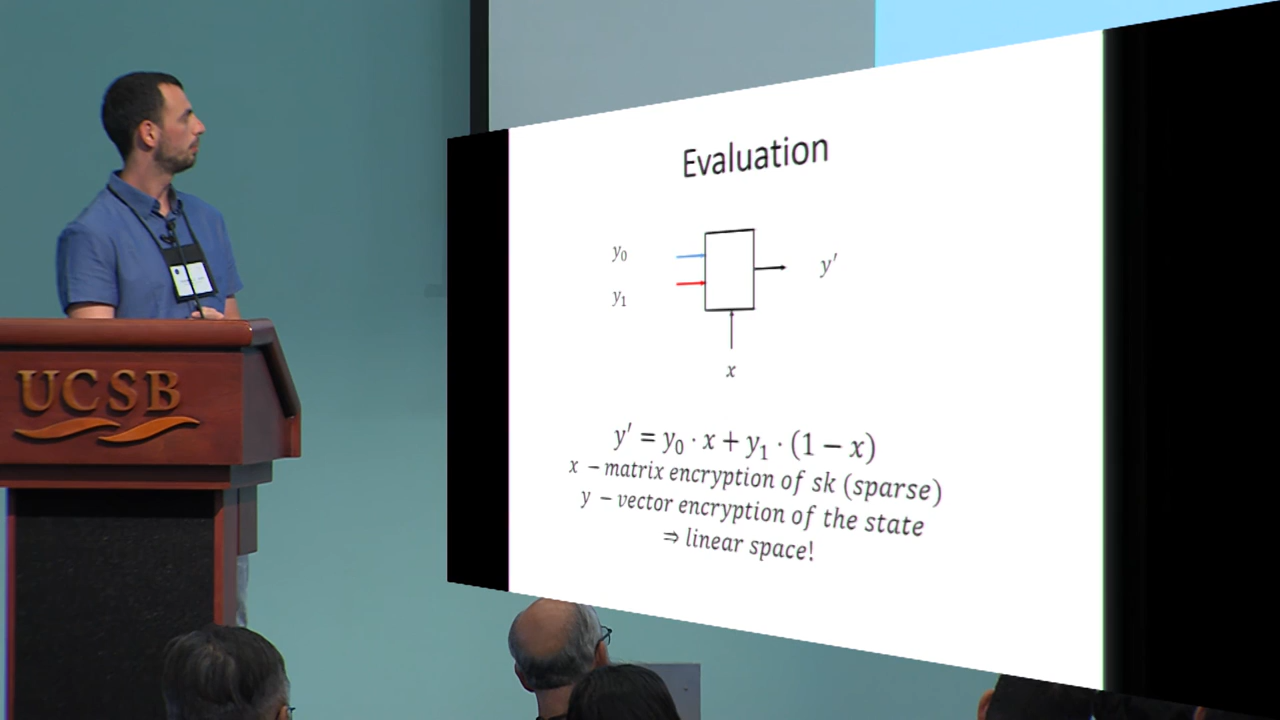 Evaluation
y₀
y₁
y′
x
y′ = y₀ · x + y₁ · (1 − x)
x − matrix encryption of sk (sparse)
y − vector encryption of the state
⇒ linear space!
UCSB